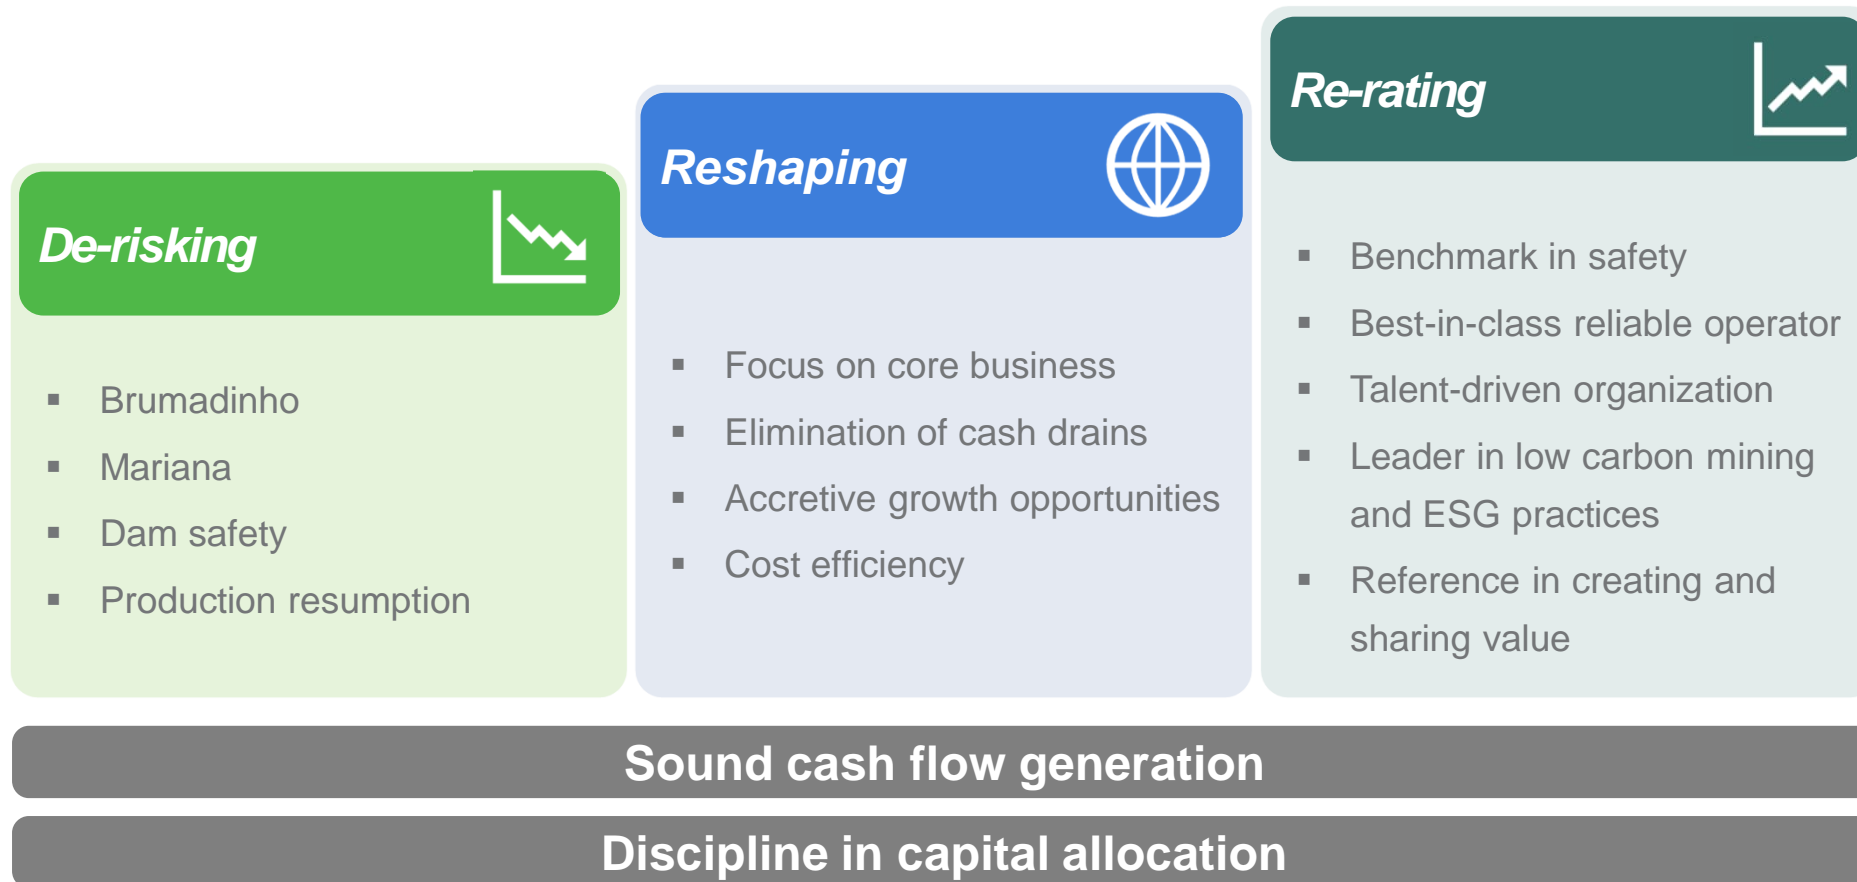 De-risking
▪ Brumadinho
▪ Mariana
▪ Dam safety
▪ Production resumption
Reshaping
▪ Focus on core business
▪ Elimination of cash drains
▪ Accretive growth opportunities
▪ Cost efficiency
Re-rating
▪ Benchmark in safety
▪ Best-in-class reliable operator
▪ Talent-driven organization
▪ Leader in low carbon mining
and ESG practices
▪ Reference in creating and
sharing value
Sound cash flow generation
Discipline in capital allocation